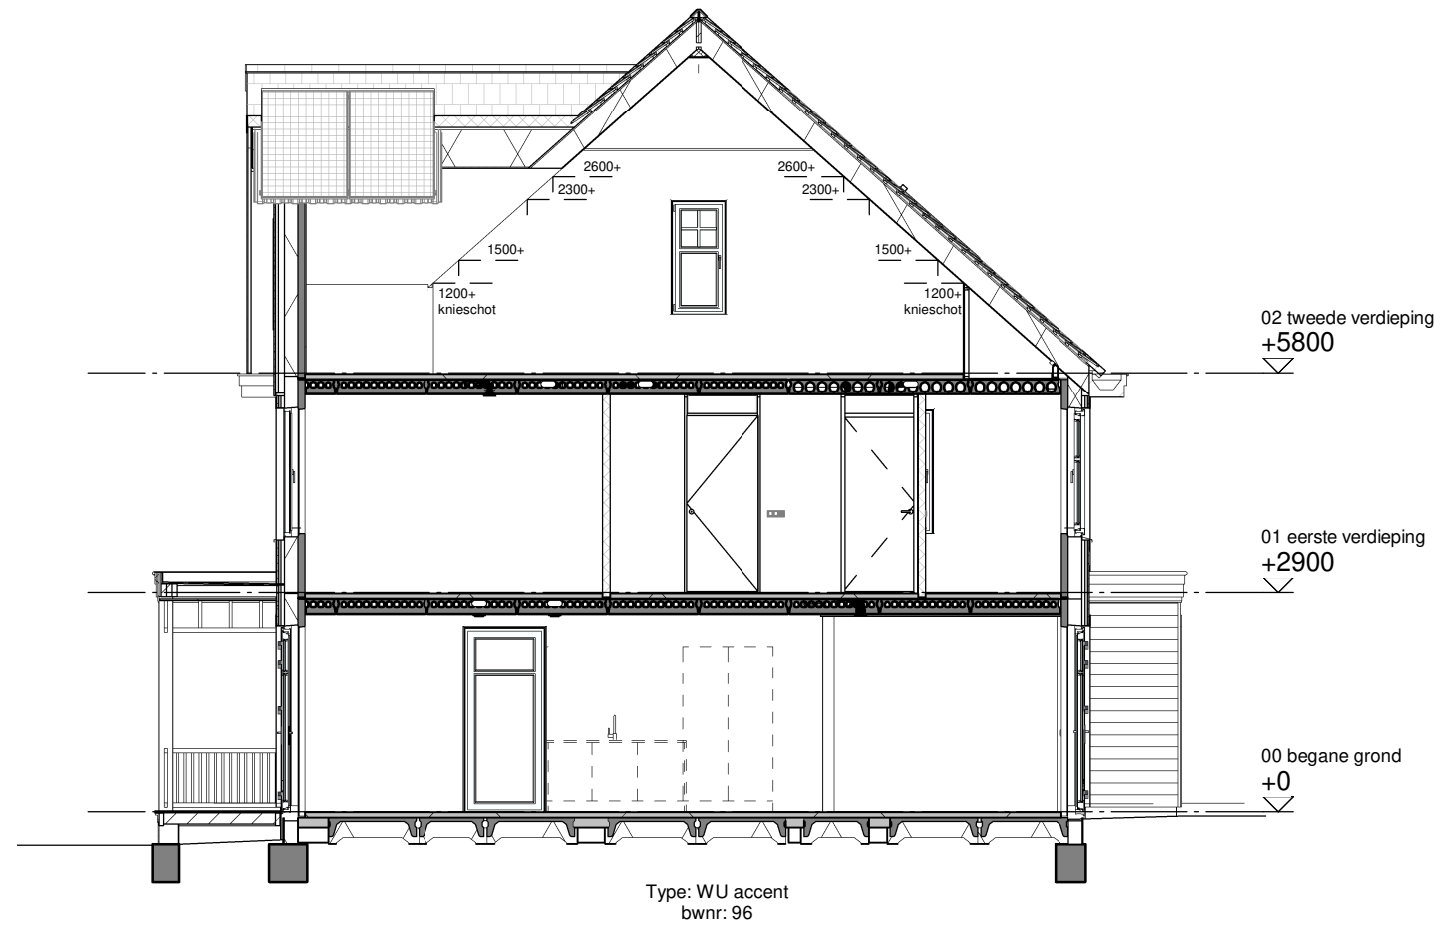 2600+
2600+
2300+
2300+
1500+
1500+
1200+
knieschot
1200+
knieschot
02 tweede verdieping
+5800
01 eerste verdieping
+2900
00 begane grond
+0
Type: WU accent
bwnr: 96